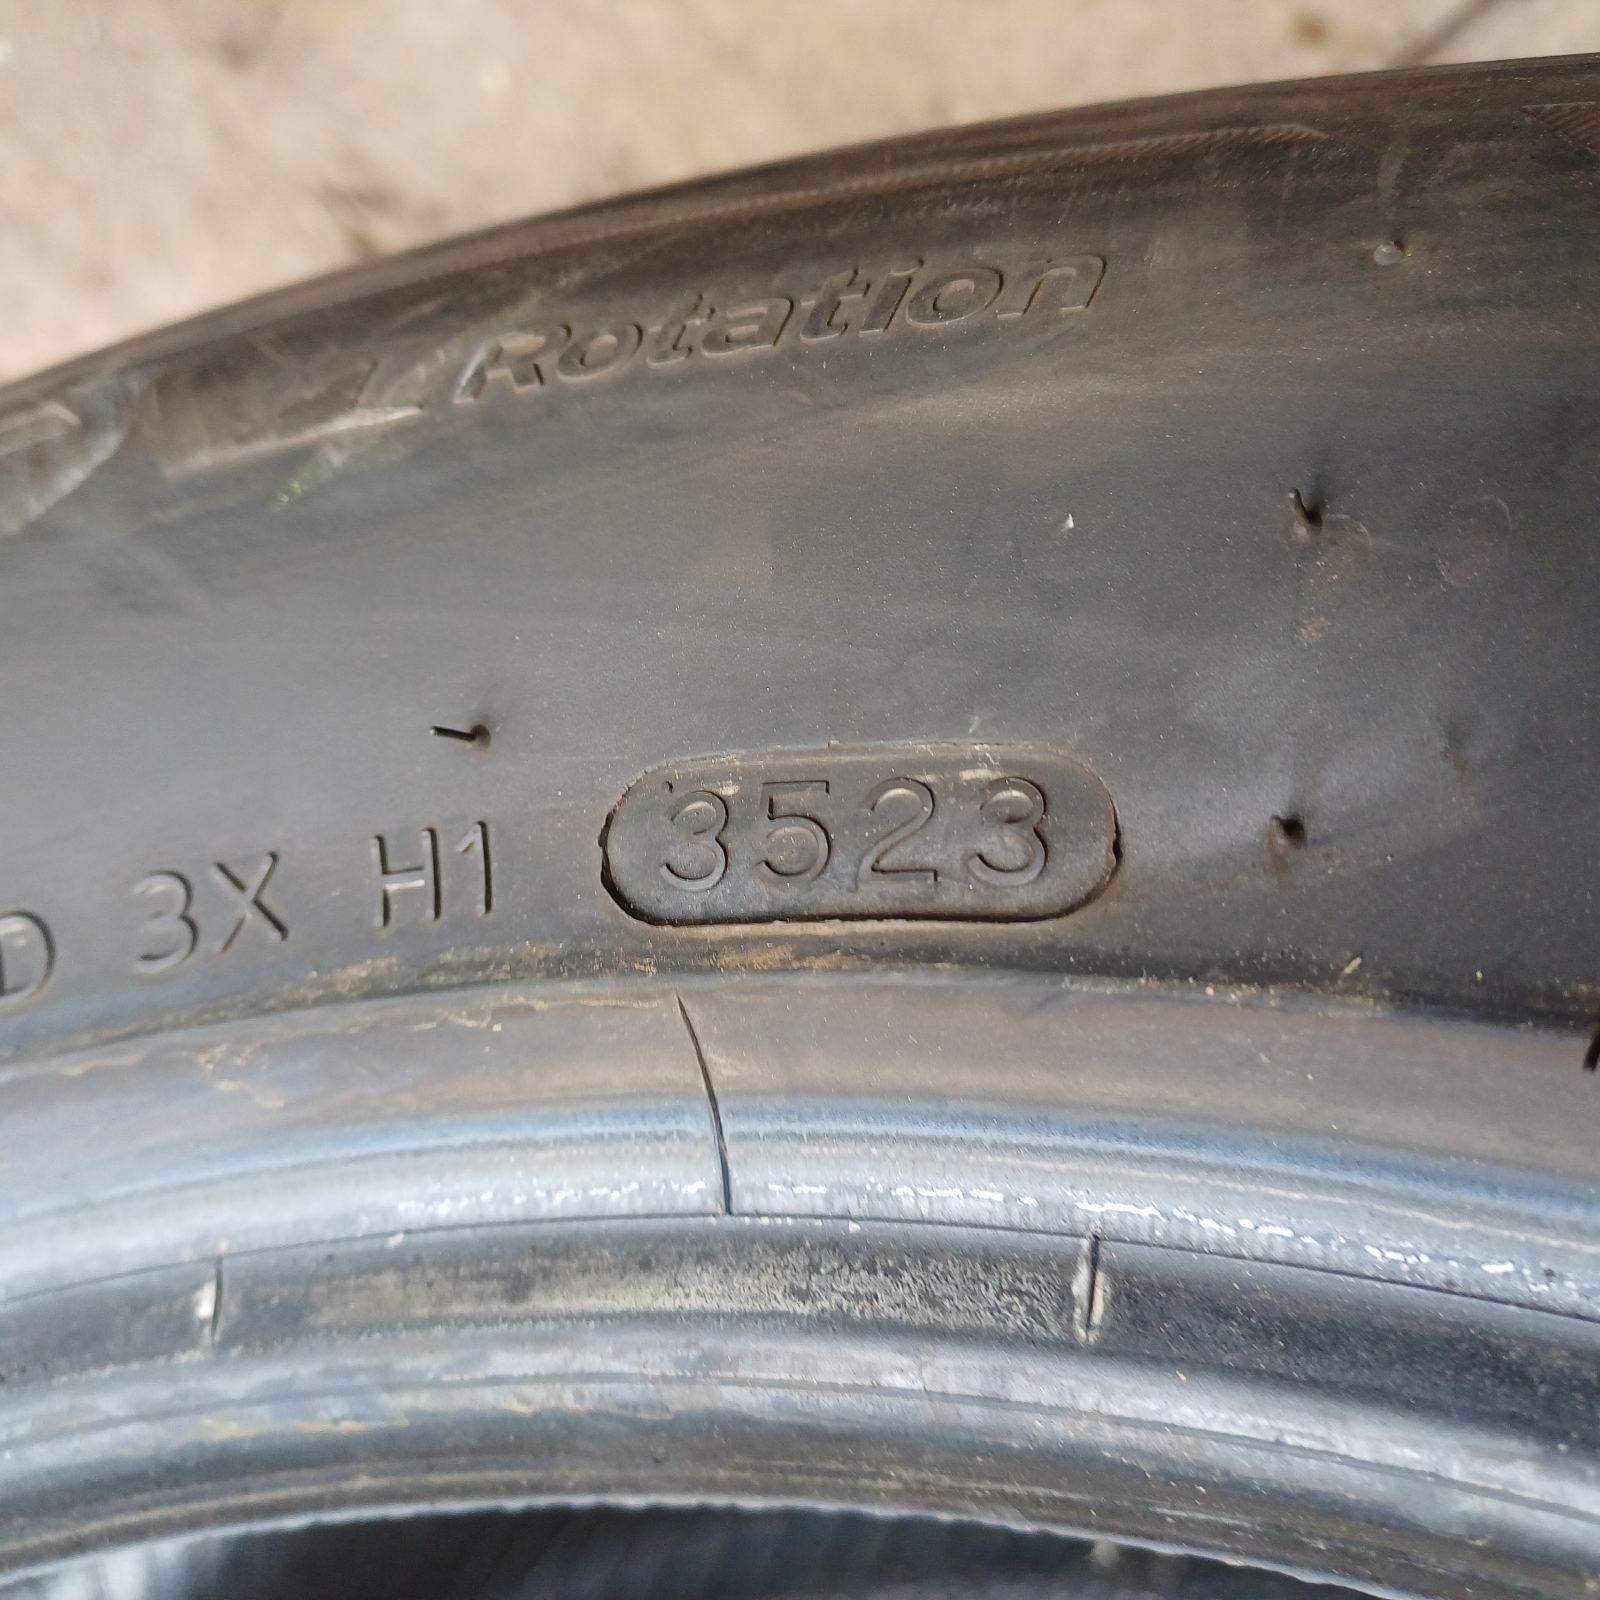 Rotation
D 3X H1 3523